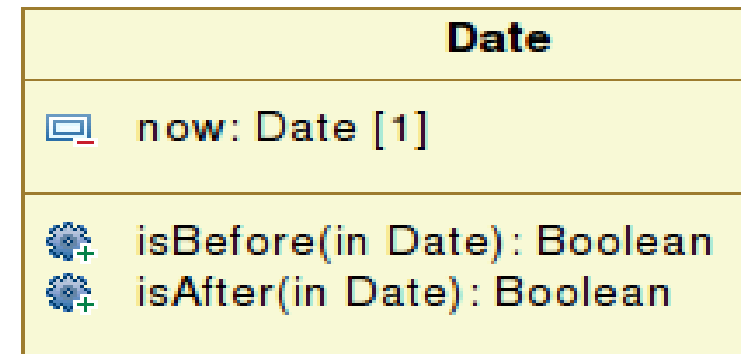 Date
now: Date [1]
isBefore(in Date): Boolean
isAfter(in Date): Boolean